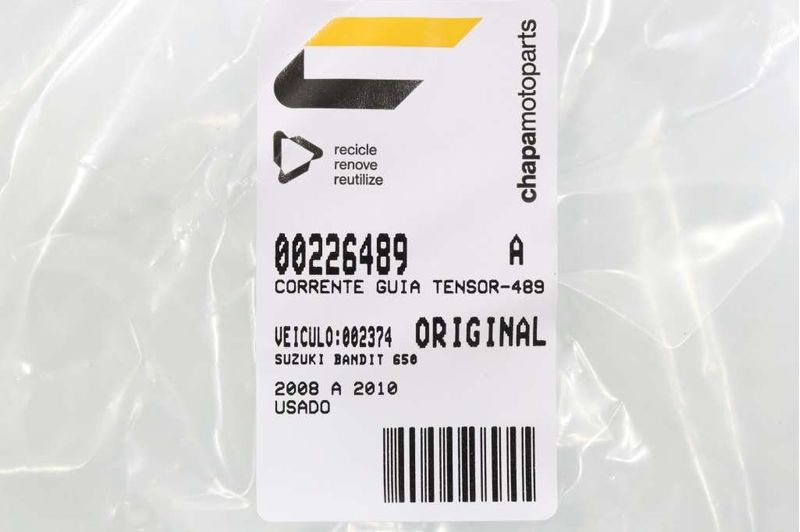 chapamotoparts
recicle
renove
reutilize
00226489 A
CORRENTE GUIA TENSOR-489
VEICULO:002374 ORIGINAL
SUZUKI BANDIT 650
2008 A 2010
USADO